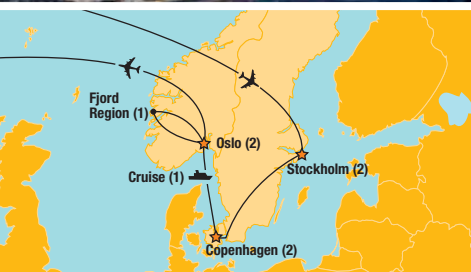 Fjord
Region (1)
Oslo (2)
Cruise (1)
Stockholm (2)
Copenhagen (2)